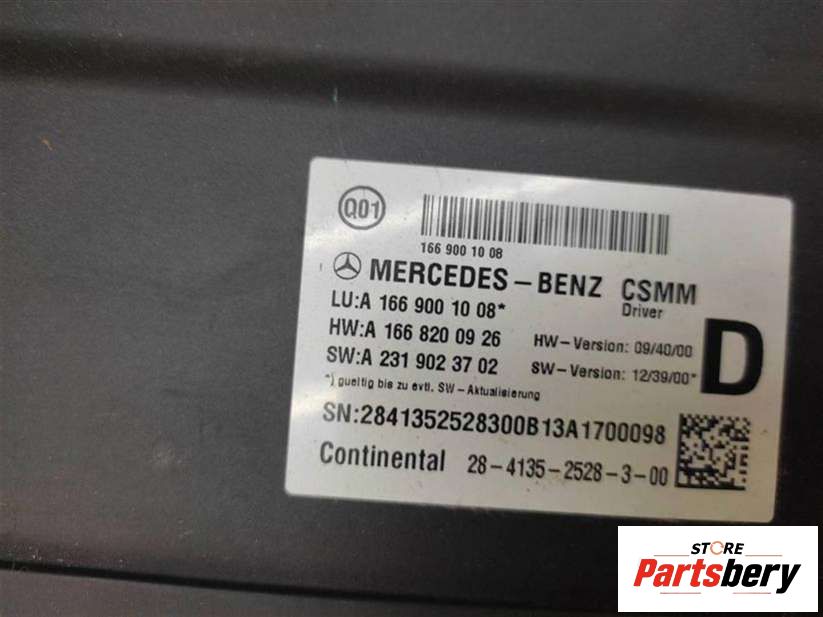 Q01
166 900 10 08
MERCEDES-BENZ CSMM
Driver
LU:A 166 900 10 08*
HW:A 166 820 09 26 HW-Version: 09/40/00
SW:A 231 902 37 02 SW-Version: 12/39/00*
D
*) gueltig bis zu evtl. SW-Aktualisierung
SN:2841352528300B13A1700098
Continental 28-4135-2528-3-00
STORE
Partsbery